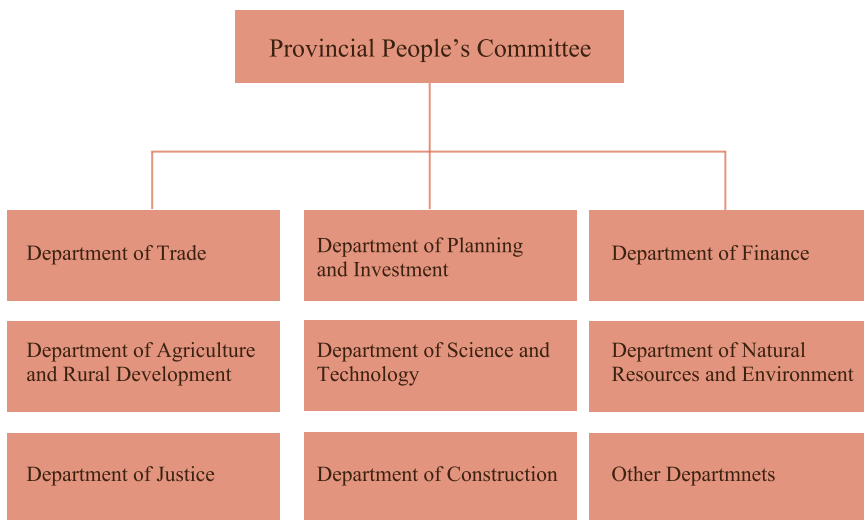 Provincial People’s Committee
Department of Trade
Department of Planning
and Investment
Department of Finance
Department of Agriculture
and Rural Development
Department of Science and
Technology
Department of Natural
Resources and Environment
Department of Justice
Department of Construction
Other Departmnets